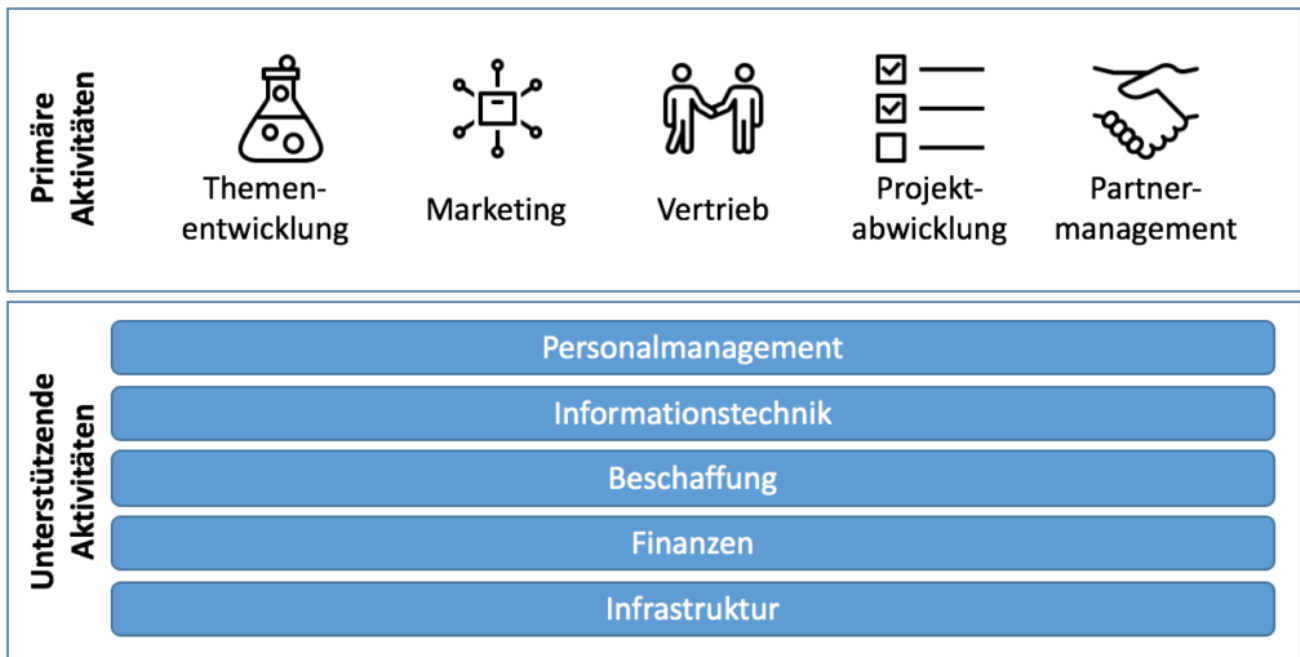 Primäre
Aktivitäten
Themen-
entwicklung
Marketing
Vertrieb
Projekt-
abwicklung
Partner-
management
Unterstützende
Aktivitäten
Personalmanagement
Informationstechnik
Beschaffung
Finanzen
Infrastruktur